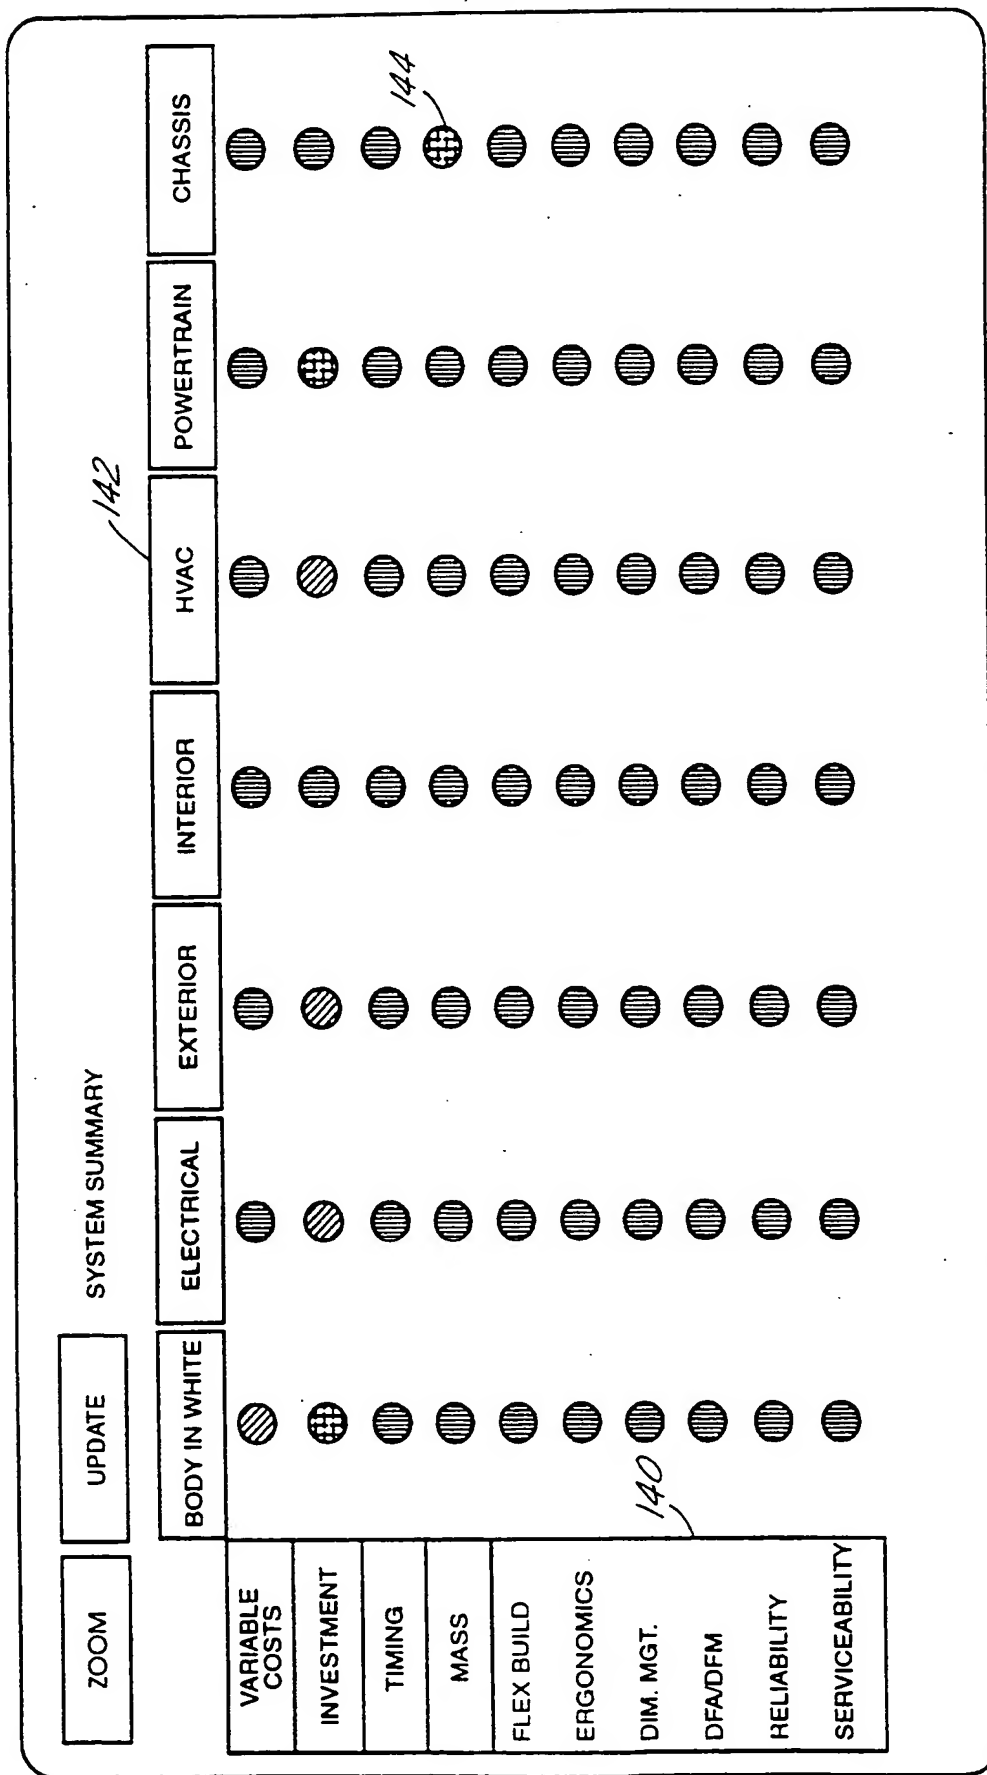 ZOOM
UPDATE
SYSTEM SUMMARY
142
BODY IN WHITE
ELECTRICAL
EXTERIOR
INTERIOR
HVAC
POWERTRAIN
CHASSIS
VARIABLE
COSTS
INVESTMENT
TIMING
MASS
144
FLEX BUILD
ERGONOMICS
DIM. MGT.
140
DFA/DFM
RELIABILITY
SERVICEABILITY